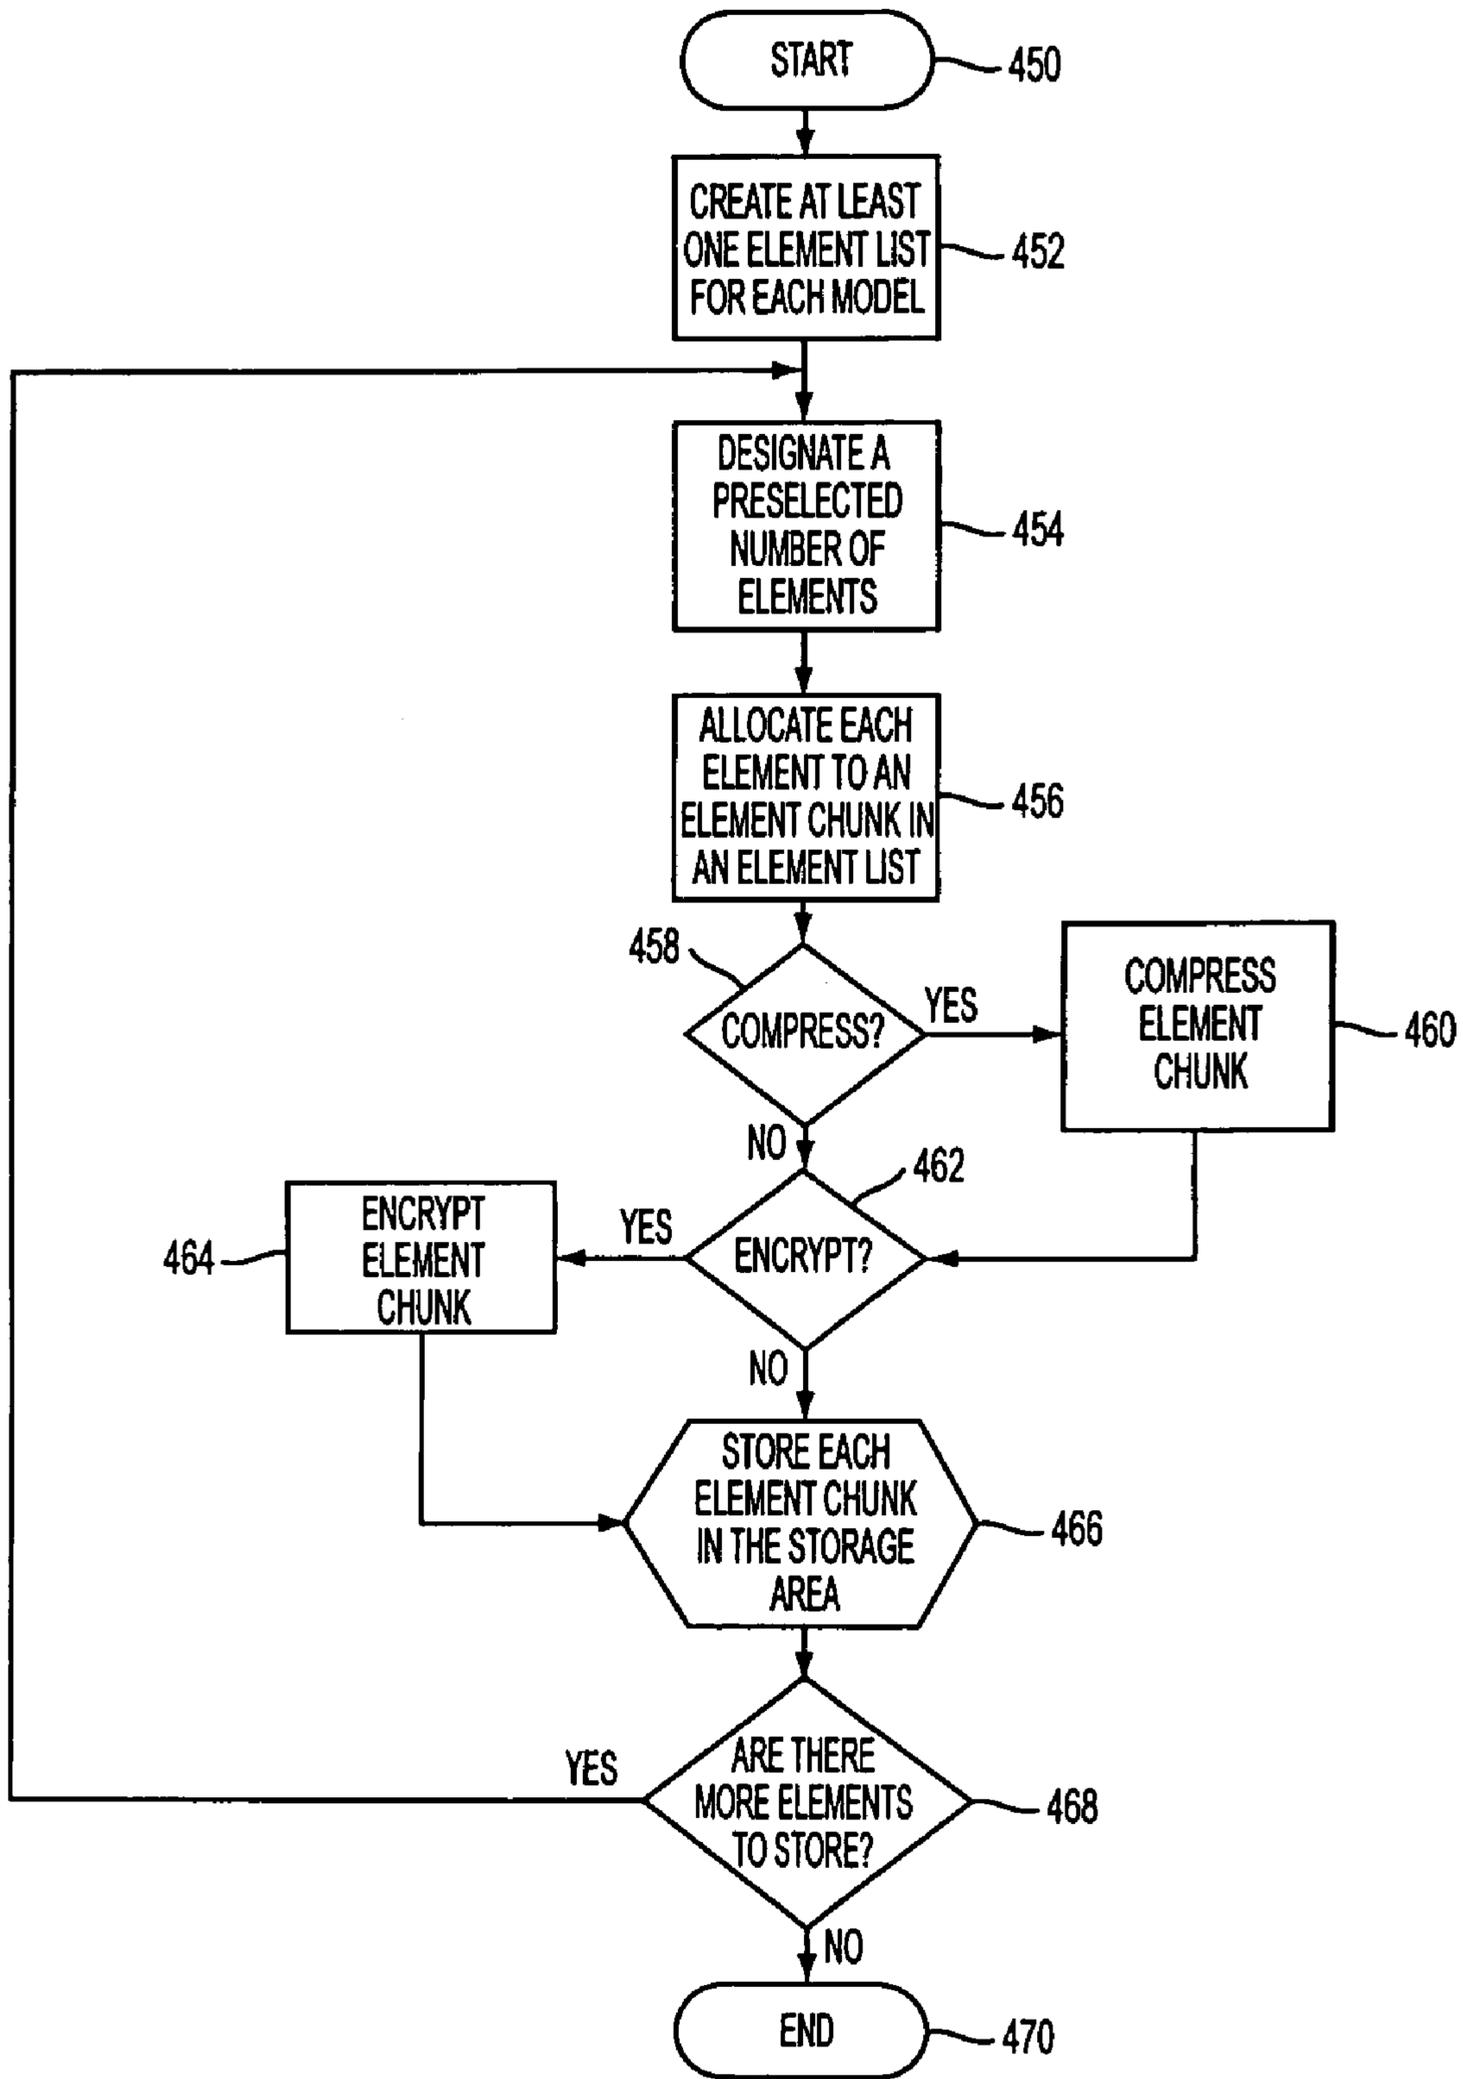 START
450
CREATE AT LEAST
ONE ELEMENT LIST
FOR EACH MODEL
452
DESIGNATE A
PRESELECTED
NUMBER OF
ELEMENTS
454
ALLOCATE EACH
ELEMENT TO AN
ELEMENT CHUNK IN
AN ELEMENT LIST
456
458
COMPRESS?
YES
COMPRESS
ELEMENT
CHUNK
460
NO
462
ENCRYPT?
YES
ENCRYPT
ELEMENT
CHUNK
464
NO
STORE EACH
ELEMENT CHUNK
IN THE STORAGE
AREA
466
YES
ARE THERE
MORE ELEMENTS
TO STORE?
468
NO
END
470